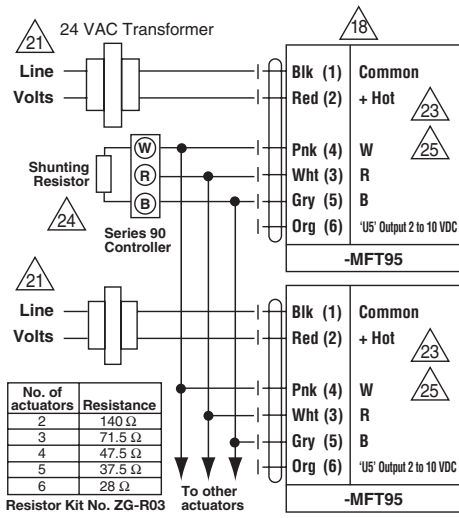 21 24 VAC Transformer 18
Line
Volts
Blk (1) Common
Red (2) + Hot
23
Pnk (4) W
25
Wht (3) R
Gry (5) B
Org (6) 'U5' Output 2 to 10 VDC
-MFT95
Shunting
Resistor
24
W
R
B
Series 90
Controller
21
Line
Volts
Blk (1) Common
Red (2) + Hot
23
Pnk (4) W
25
Wht (3) R
Gry (5) B
Org (6) 'U5' Output 2 to 10 VDC
-MFT95
No. of
actuators Resistance
2 140 Ω
3 71.5 Ω
4 47.5 Ω
5 37.5 Ω
6 28 Ω
Resistor Kit No. ZG-R03
To other
actuators